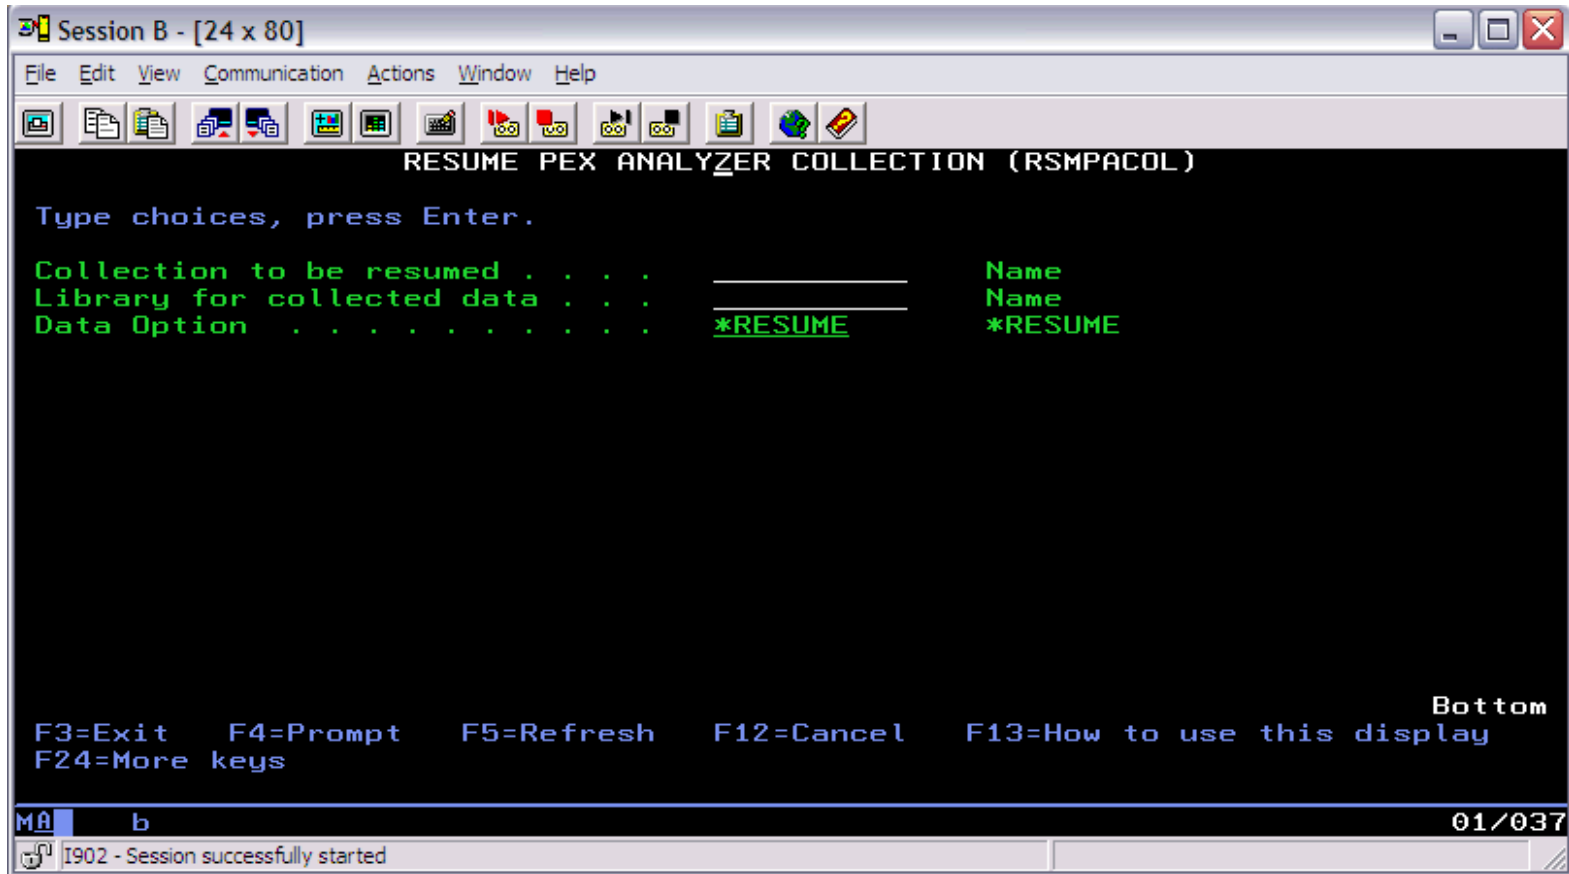 Session B - [24 x 80]
File Edit View Communication Actions Window Help
RESUME PEX ANALYZER COLLECTION (RSMPACOL)
Type choices, press Enter.
Collection to be resumed . . . . __________ Name
Library for collected data . . . __________ Name
Data Option . . . . . . . . . . *RESUME *RESUME
Bottom
F3=Exit F4=Prompt F5=Refresh F12=Cancel F13=How to use this display
F24=More keys
MA b 01/037
I902 - Session successfully started